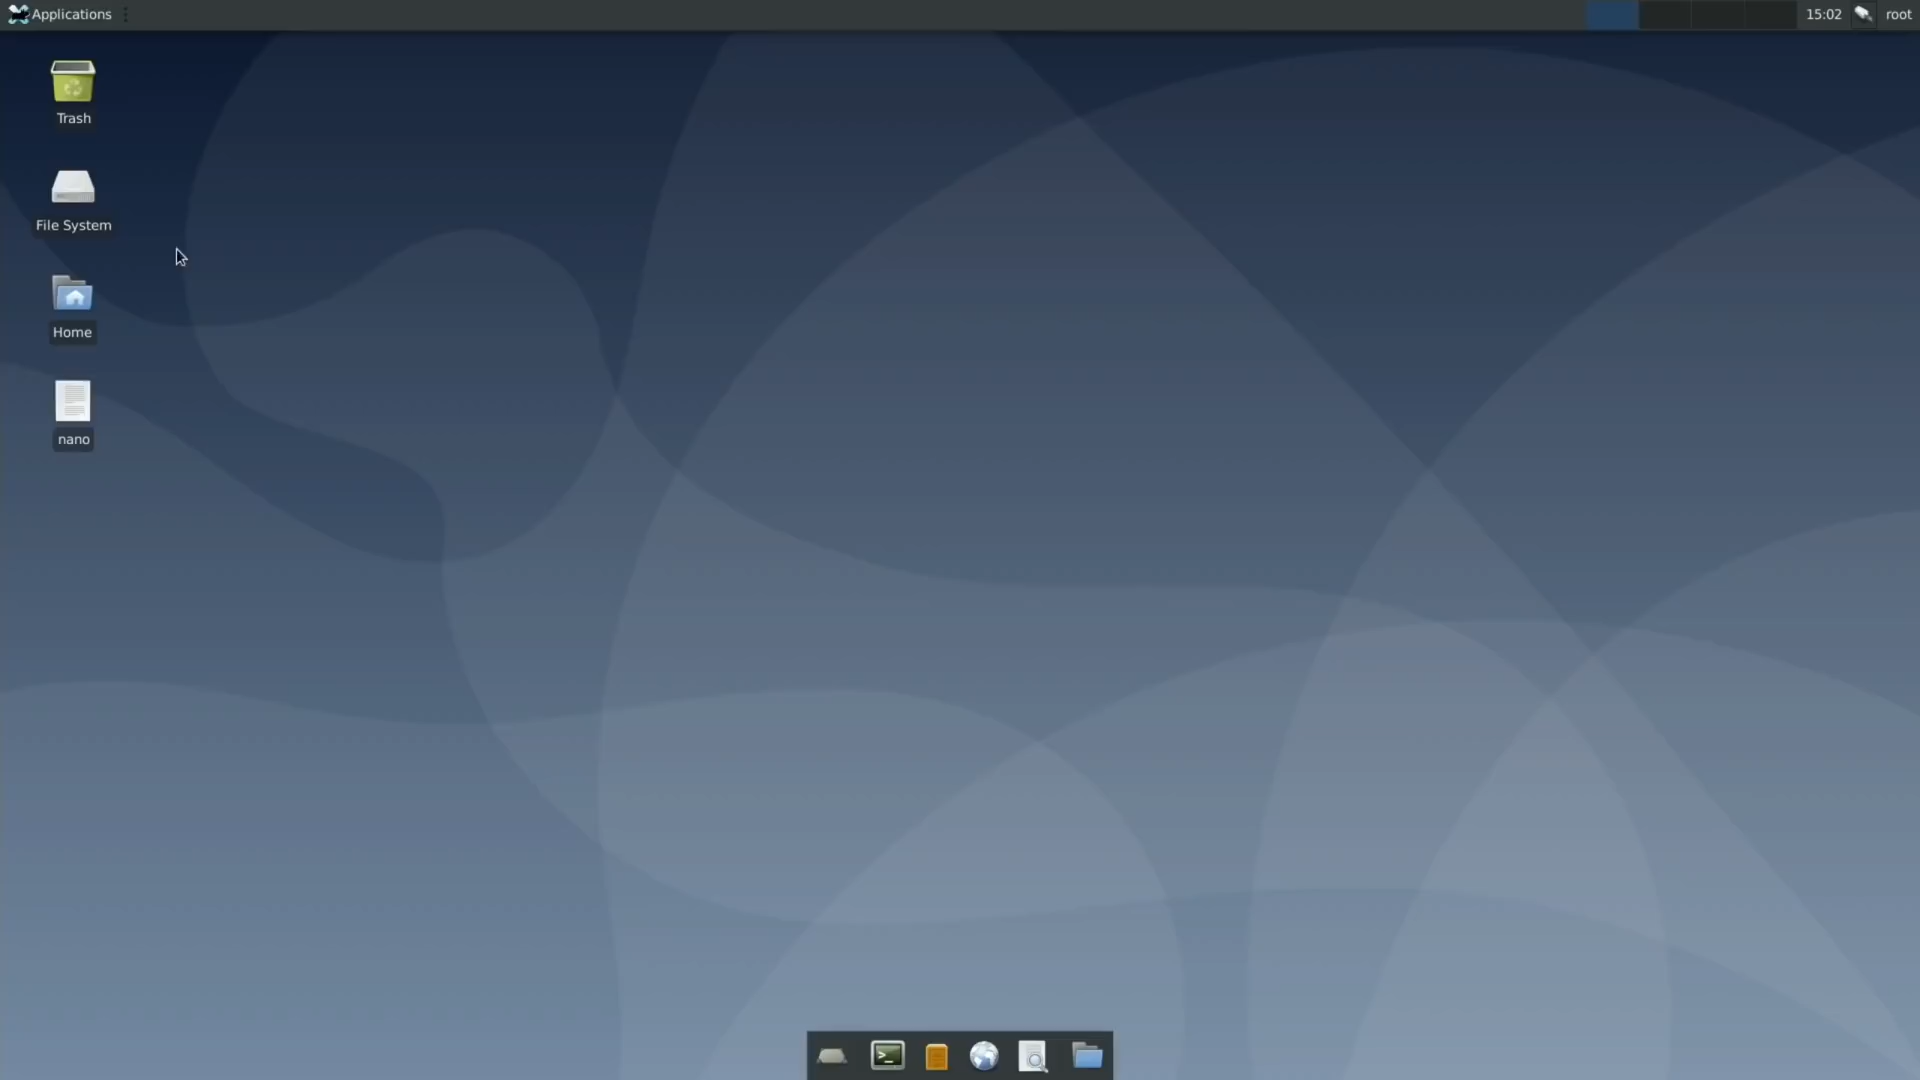 Applications
15:02
root
Trash
File System
Home
nano